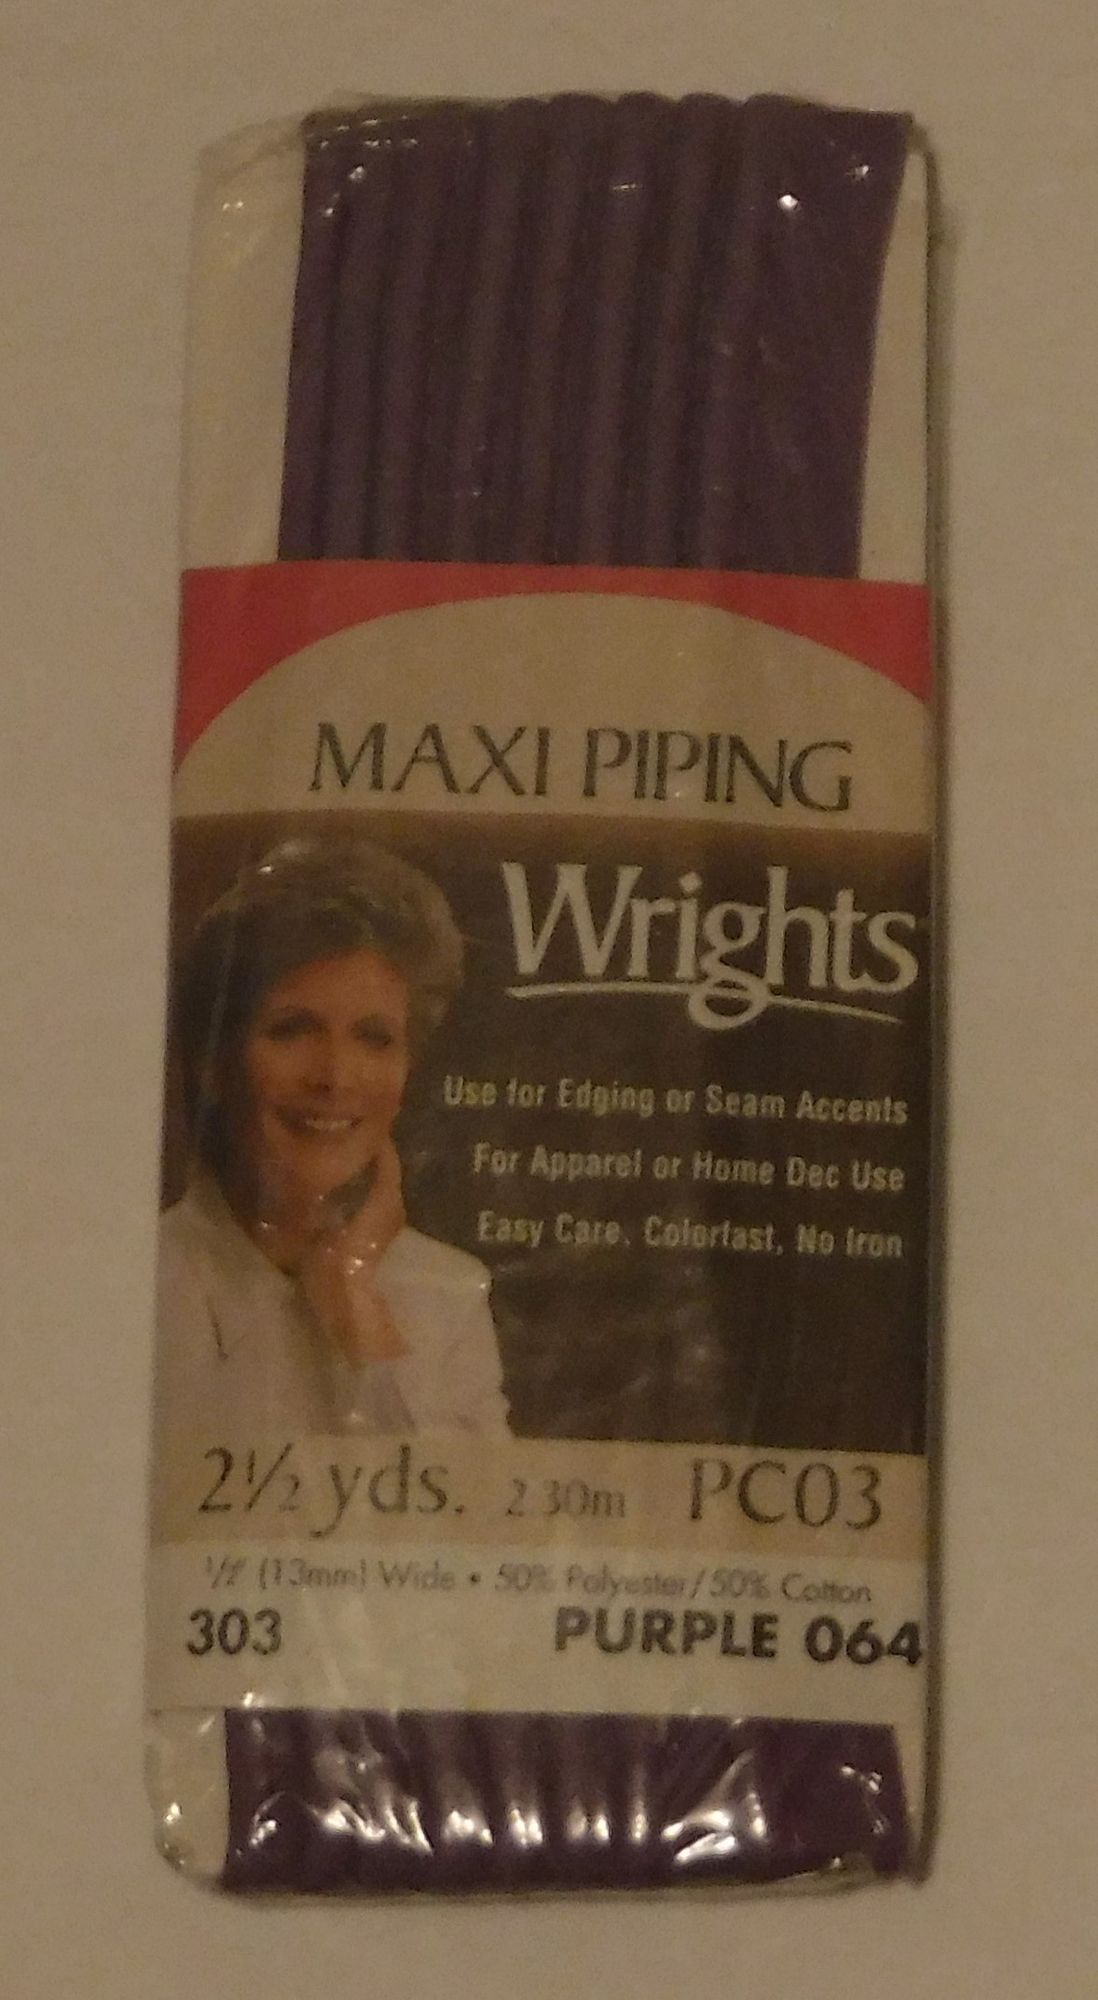 MAXI PIPING
Wrights
Use for Edging or Seam Accents
For Apparel or Home Dec Use
Easy Care, Colorfast, No Iron
2½ yds. 2.30m PC03
½" (13mm) Wide • 50% Polyester/50% Cotton
303 PURPLE 064